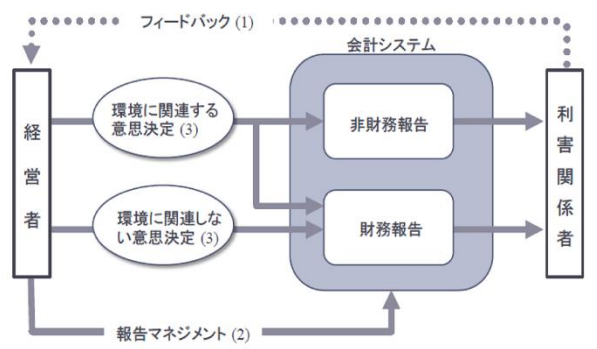 フィードバック (1)
会計システム
経営者
環境に関連する
意思決定 (3)
非財務報告
利害関係者
環境に関連しな
い意思決定 (3)
財務報告
報告マネジメント (2)